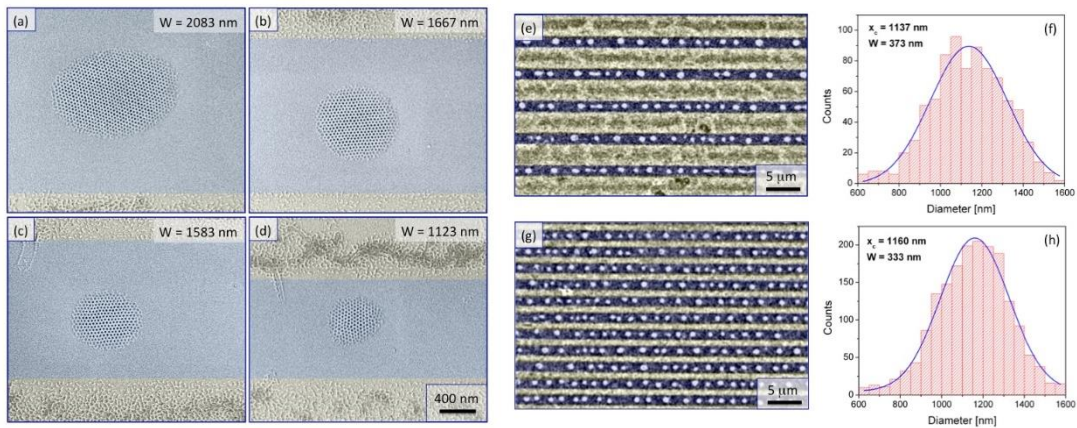 (a)
W = 2083 nm
(b)
W = 1667 nm
(c)
W = 1583 nm
(d)
W = 1123 nm
400 nm
(e)
5 μm
(f)
x_c = 1137 nm
W = 373 nm
Counts
100
80
60
40
20
0
600 800 1000 1200 1400 1600
Diameter [nm]
(g)
5 μm
(h)
x_c = 1160 nm
W = 333 nm
Counts
200
150
100
50
0
600 800 1000 1200 1400 1600
Diameter [nm]